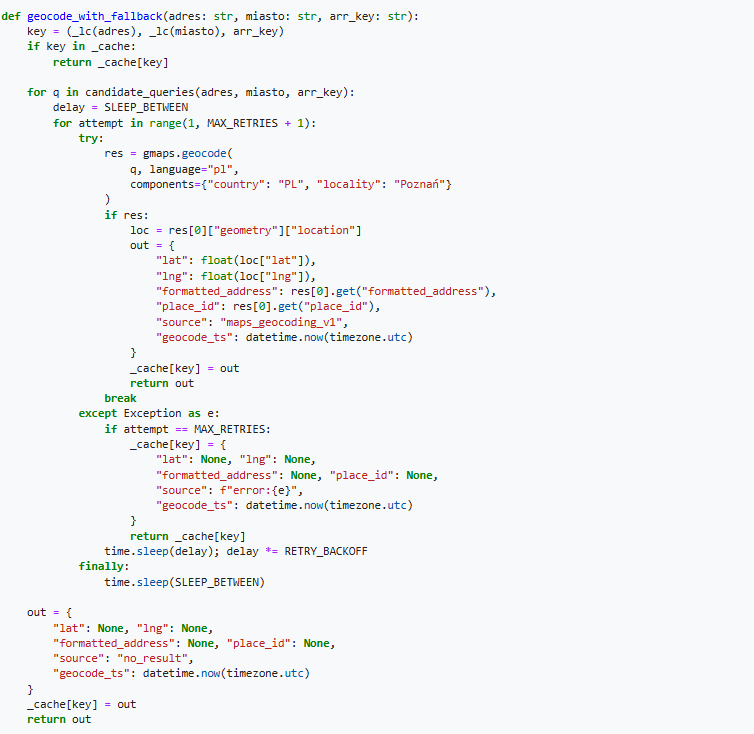 def geocode_with_fallback(adres: str, miasto: str, arr_key: str):
    key = (_lc(adres), _lc(miasto), arr_key)
    if key in _cache:
        return _cache[key]

    for q in candidate_queries(adres, miasto, arr_key):
        delay = SLEEP_BETWEEN
        for attempt in range(1, MAX_RETRIES + 1):
            try:
                res = gmaps.geocode(
                    q, language="pl",
                    components={"country": "PL", "locality": "Poznań"}
                )
                if res:
                    loc = res[0]["geometry"]["location"]
                    out = {
                        "lat": float(loc["lat"]),
                        "lng": float(loc["lng"]),
                        "formatted_address": res[0].get("formatted_address"),
                        "place_id": res[0].get("place_id"),
                        "source": "maps_geocoding_v1",
                        "geocode_ts": datetime.now(timezone.utc)
                    }
                    _cache[key] = out
                    return out
                break
            except Exception as e:
                if attempt == MAX_RETRIES:
                    _cache[key] = {
                        "lat": None, "lng": None,
                        "formatted_address": None, "place_id": None,
                        "source": f"error:{e}",
                        "geocode_ts": datetime.now(timezone.utc)
                    }
                    return _cache[key]
                time.sleep(delay); delay *= RETRY_BACKOFF
            finally:
                time.sleep(SLEEP_BETWEEN)

    out = {
        "lat": None, "lng": None,
        "formatted_address": None, "place_id": None,
        "source": "no_result",
        "geocode_ts": datetime.now(timezone.utc)
    }
    _cache[key] = out
    return out